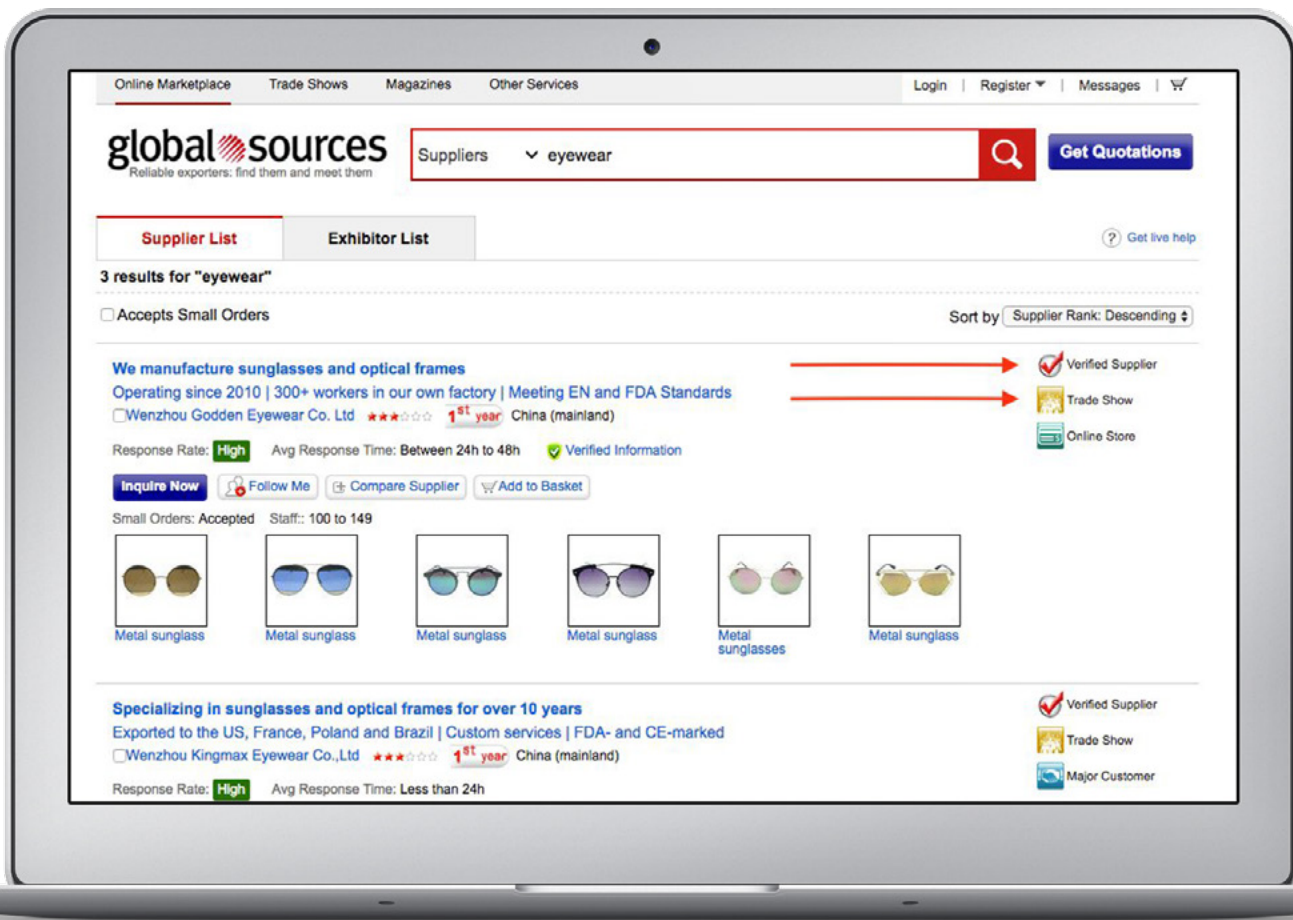 Online Marketplace Trade Shows Magazines Other Services Login | Register | Messages |
global sources
Reliable exporters: find them and meet them
Suppliers eyewear
Get Quotations
Supplier List Exhibitor List
? Get live help
3 results for "eyewear"
Accepts Small Orders
Sort by Supplier Rank: Descending
We manufacture sunglasses and optical frames
Verified Supplier
Operating since 2010 | 300+ workers in our own factory | Meeting EN and FDA Standards
Trade Show
Wenzhou Godden Eyewear Co. Ltd 1st year China (mainland)
Online Store
Response Rate: High Avg Response Time: Between 24h to 48h Verified Information
Inquire Now Follow Me Compare Supplier Add to Basket
Small Orders: Accepted Staff:: 100 to 149
Metal sunglass Metal sunglass Metal sunglass Metal sunglass Metal sunglasses Metal sunglass
Specializing in sunglasses and optical frames for over 10 years
Verified Supplier
Exported to the US, France, Poland and Brazil | Custom services | FDA- and CE-marked
Trade Show
Wenzhou Kingmax Eyewear Co.,Ltd 1st year China (mainland)
Major Customer
Response Rate: High Avg Response Time: Less than 24h